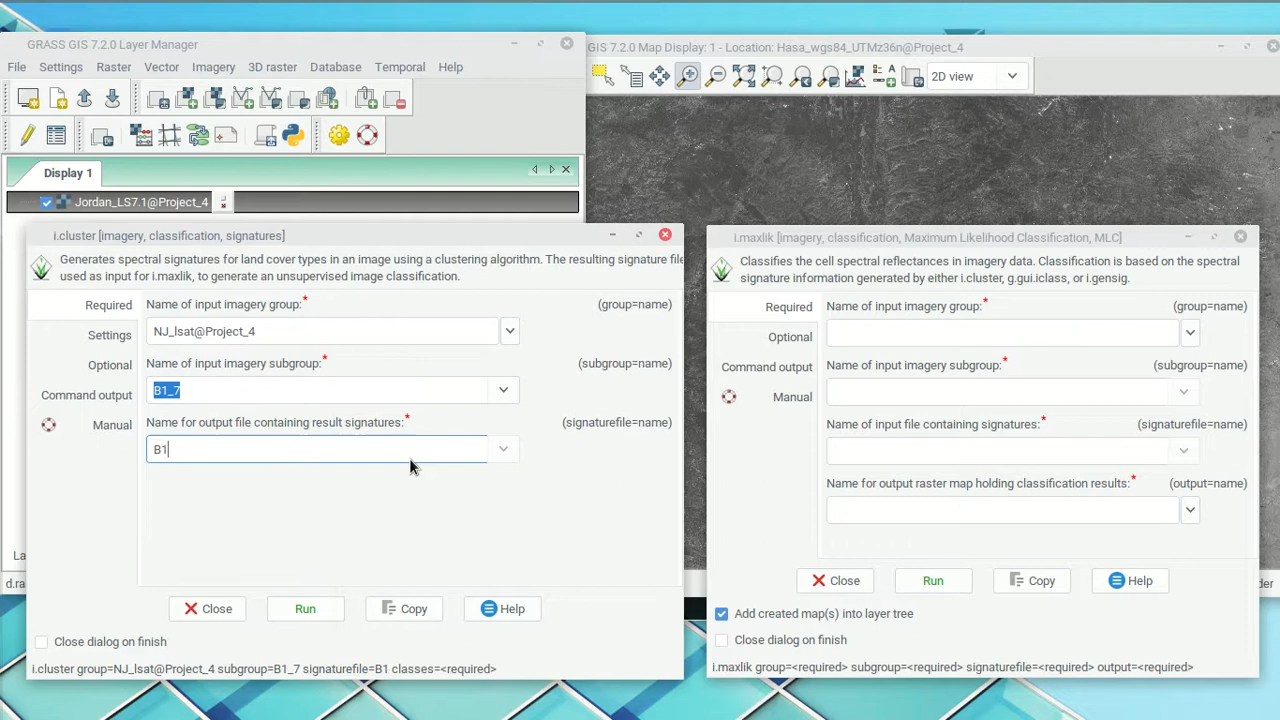 GRASS GIS 7.2.0 Layer Manager
GIS 7.2.0 Map Display: 1 - Location: Hasa_wgs84_UTMz36n@Project_4
File Settings Raster Vector Imagery 3D raster Database Temporal Help
2D view
Display 1
Jordan_LS7.1@Project_4
i.cluster [imagery, classification, signatures]
Generates spectral signatures for land cover types in an image using a clustering algorithm. The resulting signature file
used as input for i.maxlik, to generate an unsupervised image classification.
Required
Settings
Optional
Command output
Manual
Name of input imagery group:* (group=name)
NJ_lsat@Project_4
Name of input imagery subgroup:* (subgroup=name)
B1_7
Name for output file containing result signatures:* (signaturefile=name)
B1
Close Run Copy Help
Close dialog on finish
i.cluster group=NJ_lsat@Project_4 subgroup=B1_7 signaturefile=B1 classes=<required>
La
d.ra
i.maxlik [imagery, classification, Maximum Likelihood Classification, MLC]
Classifies the cell spectral reflectances in imagery data. Classification is based on the spectral
signature information generated by either i.cluster, g.gui.iclass, or i.gensig.
Required
Optional
Command output
Manual
Name of input imagery group:* (group=name)
Name of input imagery subgroup:* (subgroup=name)
Name of input file containing signatures:* (signaturefile=name)
Name for output raster map holding classification results:* (output=name)
Close Run Copy Help
Add created map(s) into layer tree
Close dialog on finish
i.maxlik group=<required> subgroup=<required> signaturefile=<required> output=<required>
der